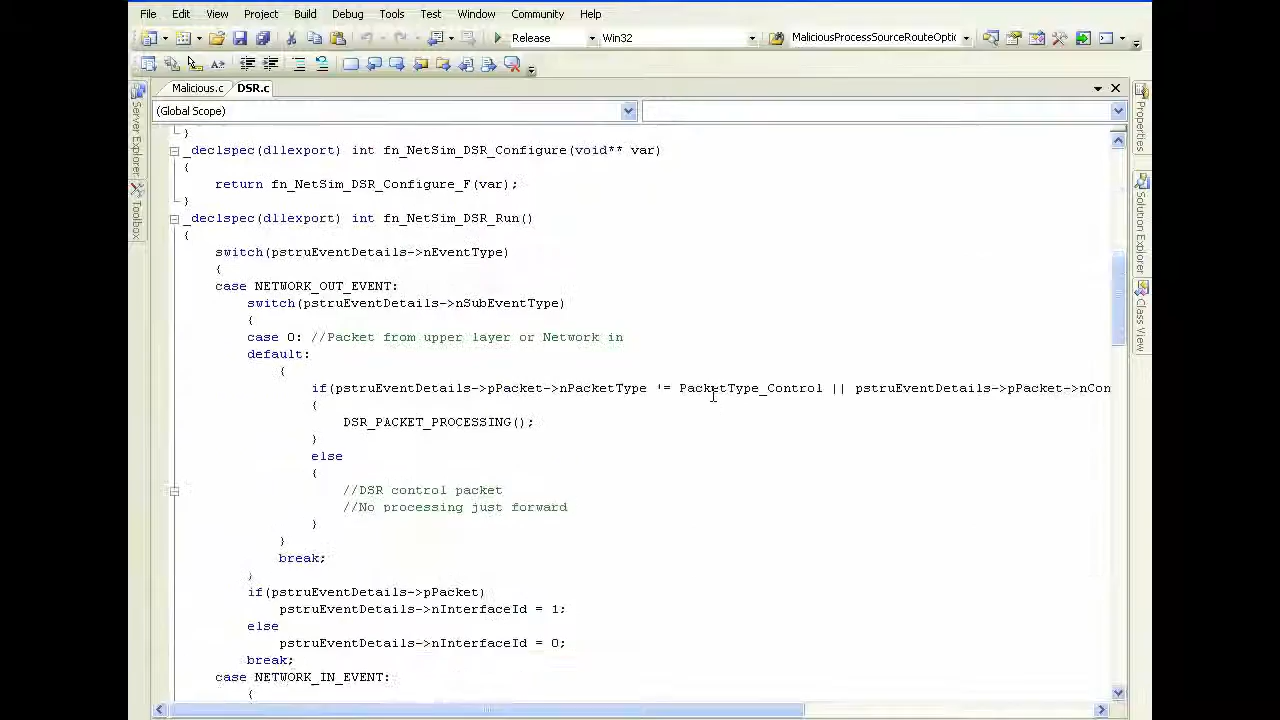 File Edit View Project Build Debug Tools Test Window Community Help
Release Win32 MaliciousProcessSourceRouteOptic
Malicious.c DSR.c
(Global Scope)
}
_declspec(dllexport) int fn_NetSim_DSR_Configure(void** var)
{
return fn_NetSim_DSR_Configure_F(var);
}
_declspec(dllexport) int fn_NetSim_DSR_Run()
{
switch(pstruEventDetails->nEventType)
{
case NETWORK_OUT_EVENT:
switch(pstruEventDetails->nSubEventType)
{
case 0: //Packet from upper layer or Network in
default:
{
if(pstruEventDetails->pPacket->nPacketType != PacketType_Control || pstruEventDetails->pPacket->nCon
{
DSR_PACKET_PROCESSING();
}
else
{
//DSR control packet
//No processing just forward
}
}
break;
}
if(pstruEventDetails->pPacket)
pstruEventDetails->nInterfaceId = 1;
else
pstruEventDetails->nInterfaceId = 0;
break;
case NETWORK_IN_EVENT:
{
Server Explorer
Toolbox
Properties
Solution Explorer
Class View